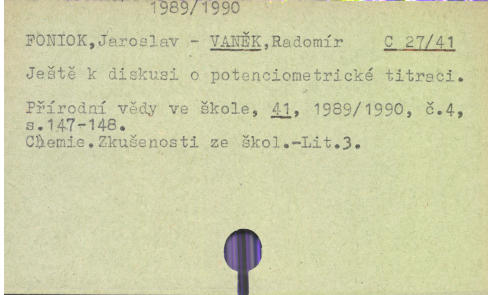 1989/1990
FONIOK,Jaroslav - VANĚK,Radomír C 27/41
Ještě k diskusi o potenciometrické titraci.
Přírodní vědy ve škole, 41, 1989/1990, č.4,
s.147-148.
Chemie.Zkušenosti ze škol.-Lit.3.